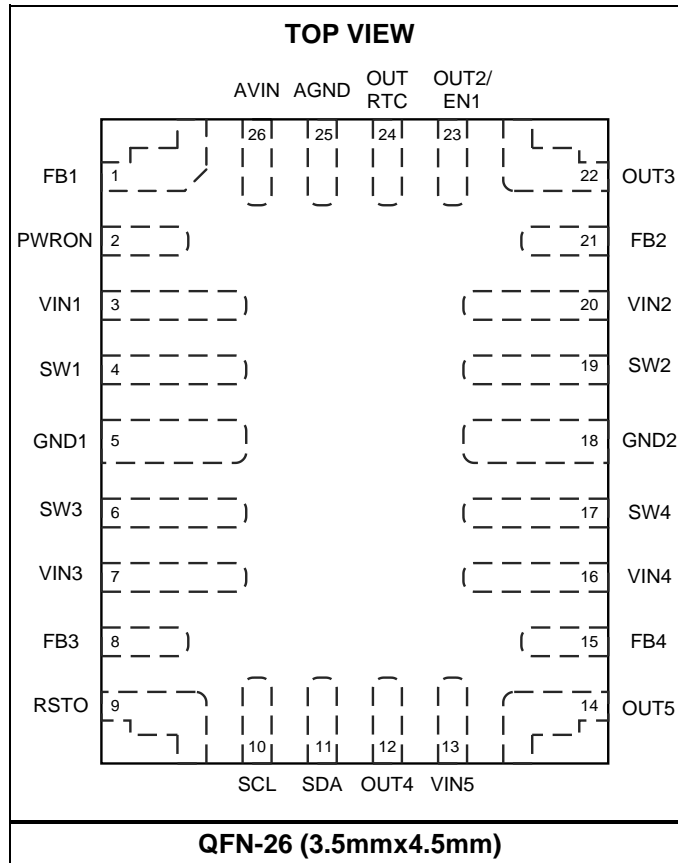 TOP VIEW
AVIN AGND OUT RTC OUT2/ EN1
26 25 24 23
FB1 1 22 OUT3
PWRON 2 21 FB2
VIN1 3 20 VIN2
SW1 4 19 SW2
GND1 5 18 GND2
SW3 6 17 SW4
VIN3 7 16 VIN4
FB3 8 15 FB4
RSTO 9 14 OUT5
10 11 12 13
SCL SDA OUT4 VIN5
QFN-26 (3.5mmx4.5mm)